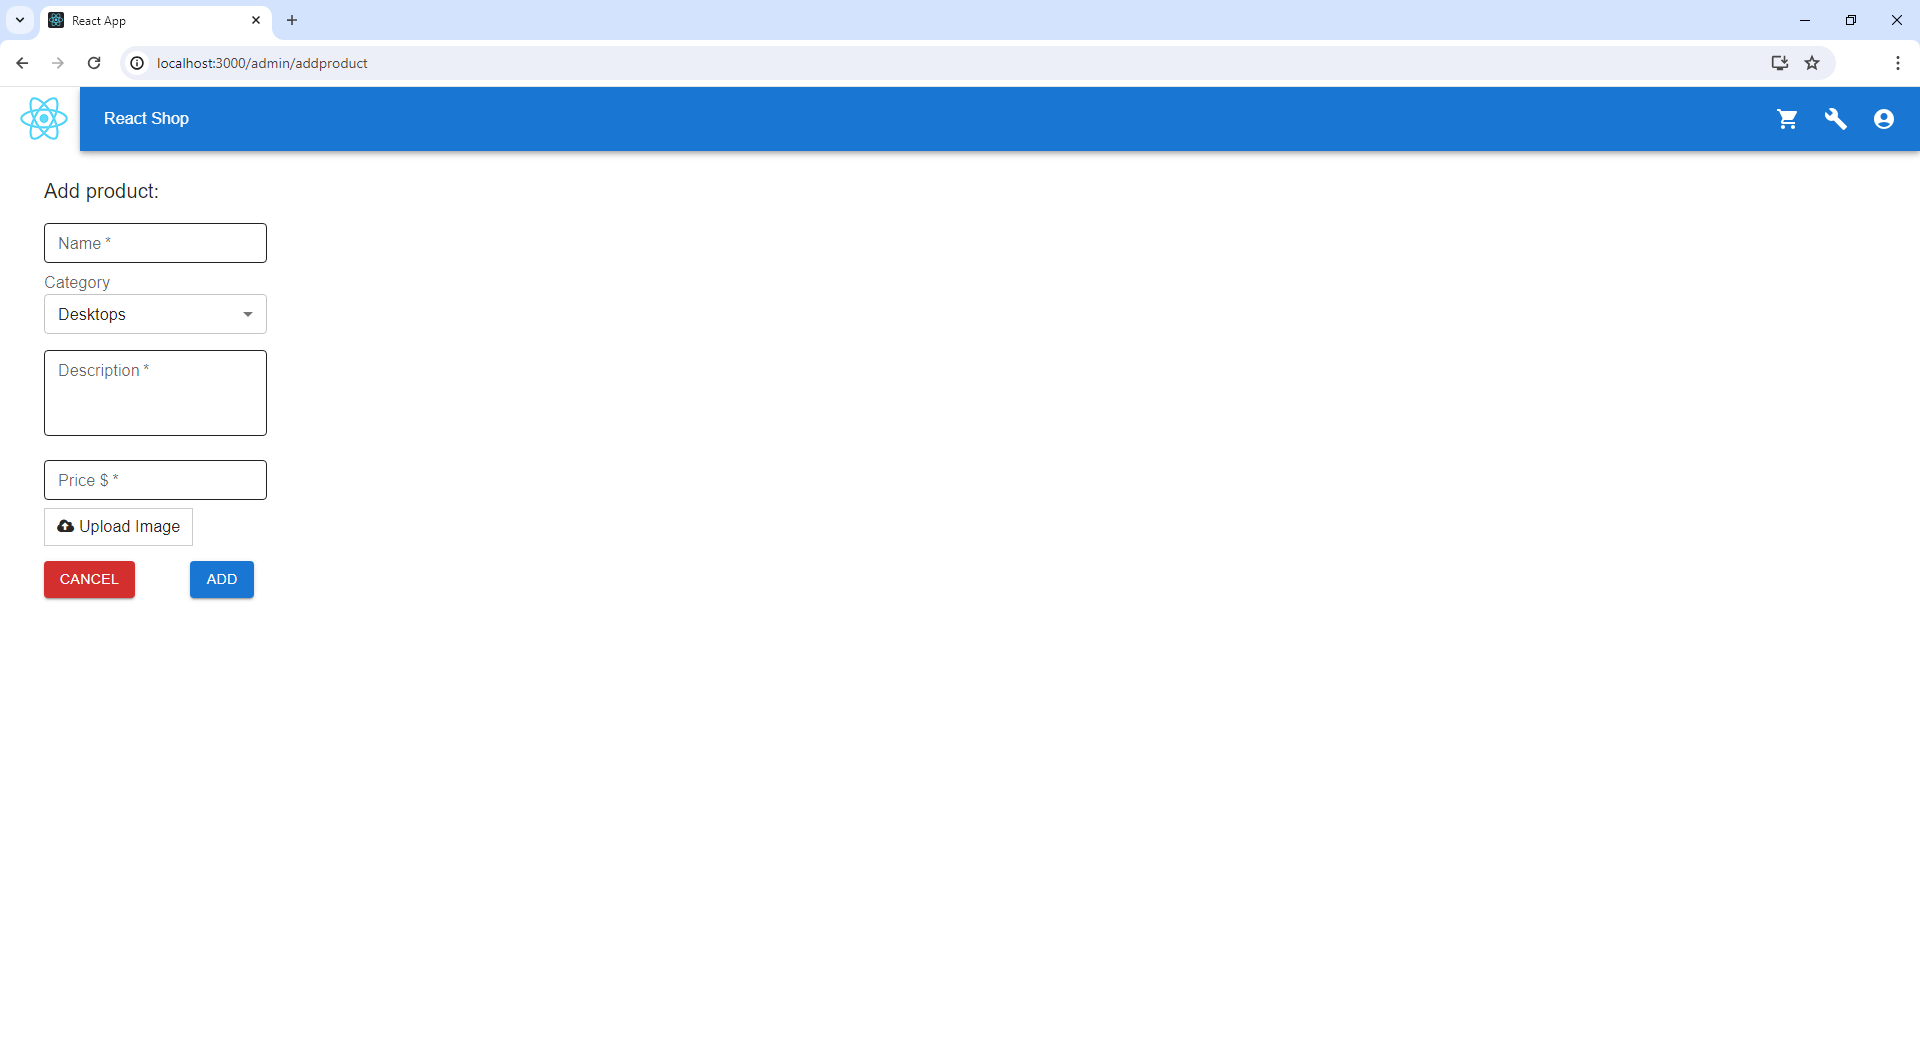 React App
localhost:3000/admin/addproduct
React Shop
Add product:
Name *
Category
Desktops
Description *
Price $ *
Upload Image
CANCEL ADD